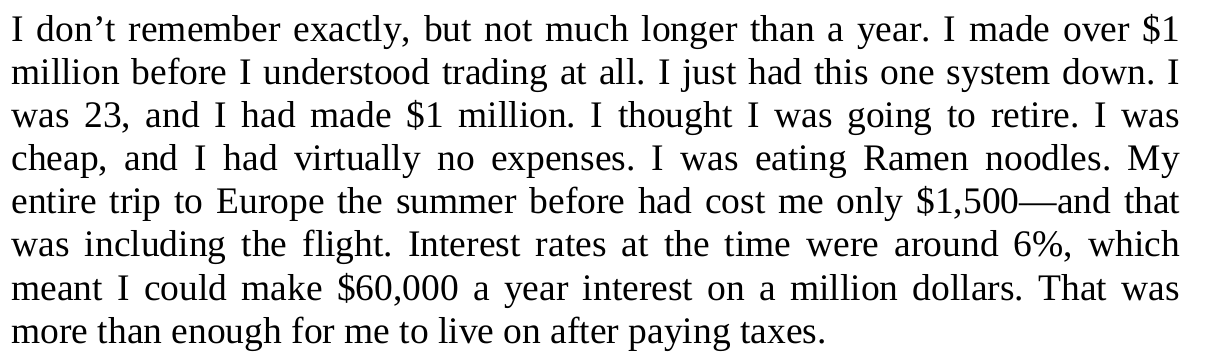 I don’t remember exactly, but not much longer than a year. I made over $1
million before I understood trading at all. I just had this one system down. I
was 23, and I had made $1 million. I thought I was going to retire. I was
cheap, and I had virtually no expenses. I was eating Ramen noodles. My
entire trip to Europe the summer before had cost me only $1,500—and that
was including the flight. Interest rates at the time were around 6%, which
meant I could make $60,000 a year interest on a million dollars. That was
more than enough for me to live on after paying taxes.